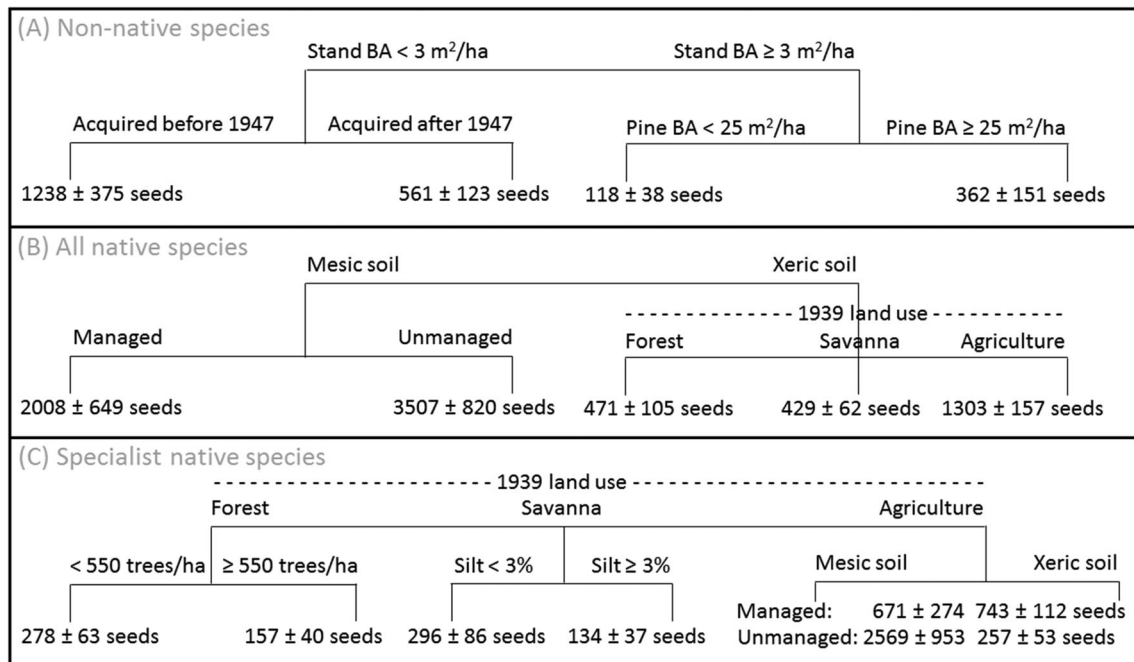 (A) Non-native species
Stand BA < 3 m²/ha Stand BA ≥ 3 m²/ha
Acquired before 1947 Acquired after 1947 Pine BA < 25 m²/ha Pine BA ≥ 25 m²/ha
1238 ± 375 seeds 561 ± 123 seeds 118 ± 38 seeds 362 ± 151 seeds
(B) All native species
Mesic soil Xeric soil
1939 land use
Managed Unmanaged Forest Savanna Agriculture
2008 ± 649 seeds 3507 ± 820 seeds 471 ± 105 seeds 429 ± 62 seeds 1303 ± 157 seeds
(C) Specialist native species
1939 land use
Forest Savanna Agriculture
< 550 trees/ha ≥ 550 trees/ha Silt < 3% Silt ≥ 3% Mesic soil Xeric soil
Managed: 671 ± 274 743 ± 112 seeds
278 ± 63 seeds 157 ± 40 seeds 296 ± 86 seeds 134 ± 37 seeds Unmanaged: 2569 ± 953 257 ± 53 seeds